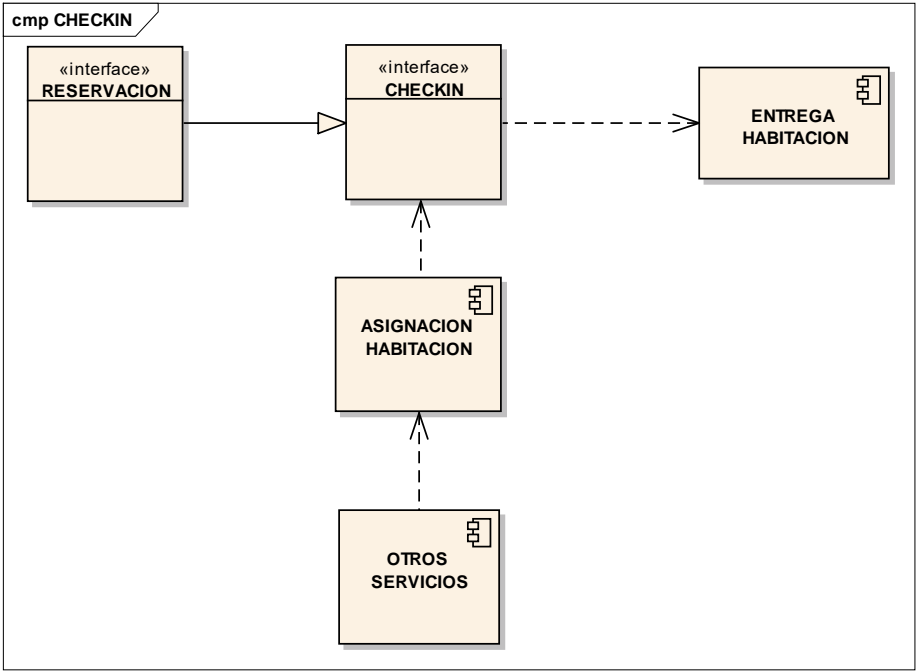 cmp CHECKIN
«interface»
RESERVACION
«interface»
CHECKIN
ENTREGA
HABITACION
ASIGNACION
HABITACION
OTROS
SERVICIOS